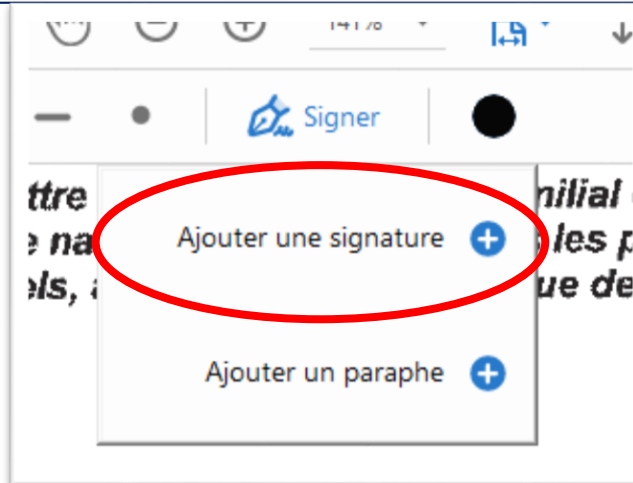 141%
Signer
ttre
Ajouter une signature
nilial
na
les p
els,
ue de
Ajouter un paraphe